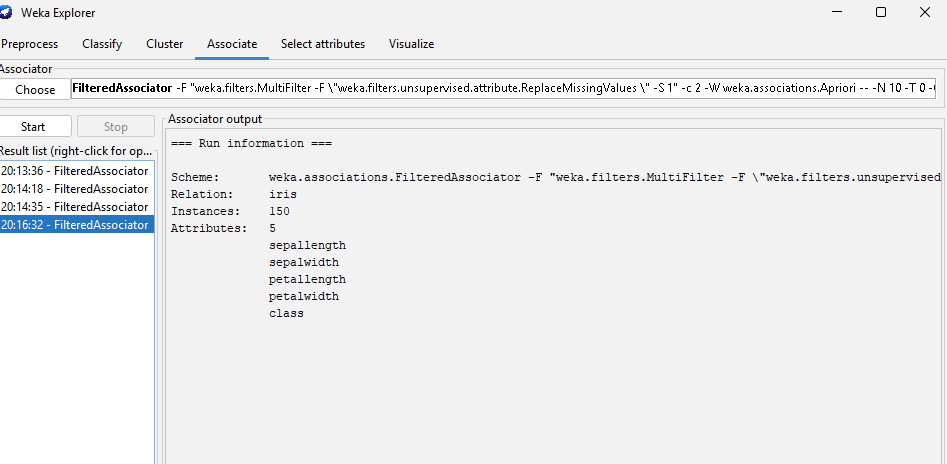 Weka Explorer
Preprocess Classify Cluster Associate Select attributes Visualize
Associator
Choose FilteredAssociator -F "weka.filters.MultiFilter -F \"weka.filters.unsupervised.attribute.ReplaceMissingValues \" -S 1" -c 2 -W weka.associations.Apriori -- -N 10 -T 0 -
Start Stop
Associator output
Result list (right-click for op...
20:13:36 - FilteredAssociator
20:14:18 - FilteredAssociator
20:14:35 - FilteredAssociator
20:16:32 - FilteredAssociator
=== Run information ===
Scheme: weka.associations.FilteredAssociator -F "weka.filters.MultiFilter -F \"weka.filters.unsupervised
Relation: iris
Instances: 150
Attributes: 5
sepallength
sepalwidth
petallength
petalwidth
class